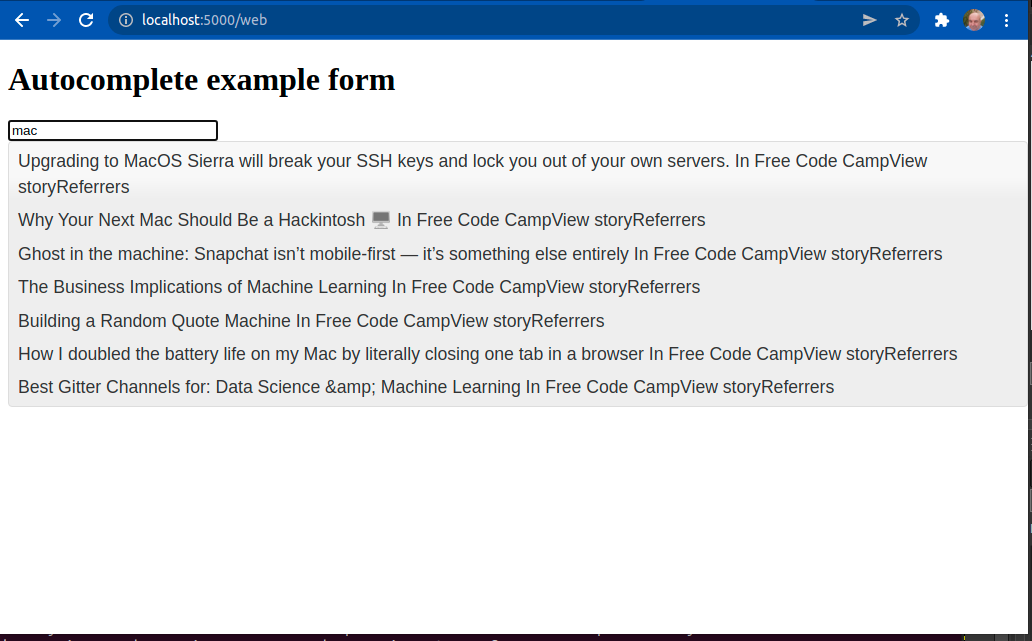 localhost:5000/web
Autocomplete example form
mac
Upgrading to MacOS Sierra will break your SSH keys and lock you out of your own servers. In Free Code CampView
storyReferrers
Why Your Next Mac Should Be a Hackintosh 🖥️ In Free Code CampView storyReferrers
Ghost in the machine: Snapchat isn’t mobile-first — it’s something else entirely In Free Code CampView storyReferrers
The Business Implications of Machine Learning In Free Code CampView storyReferrers
Building a Random Quote Machine In Free Code CampView storyReferrers
How I doubled the battery life on my Mac by literally closing one tab in a browser In Free Code CampView storyReferrers
Best Gitter Channels for: Data Science &amp; Machine Learning In Free Code CampView storyReferrers